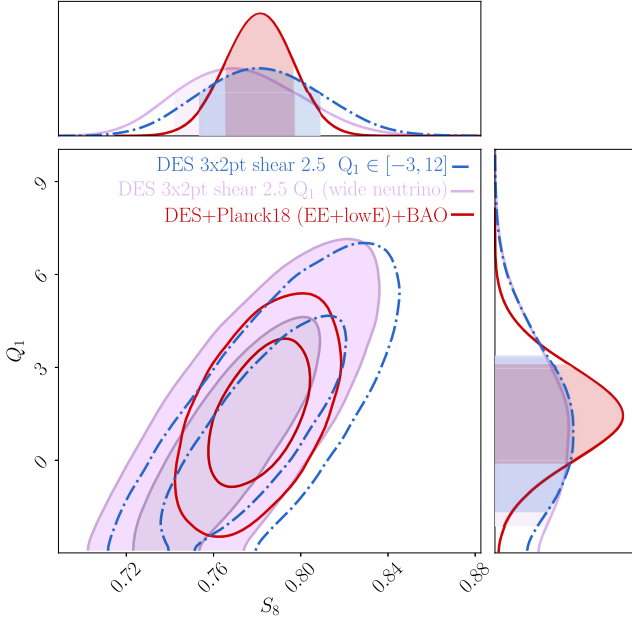 DES 3x2pt shear 2.5 Q₁ ∈ [−3, 12]
DES 3x2pt shear 2.5 Q₁ (wide neutrino)
DES+Planck18 (EE+lowE)+BAO
9
6
3
0
Q₁
0.72
0.76
0.80
0.84
0.88
S₈